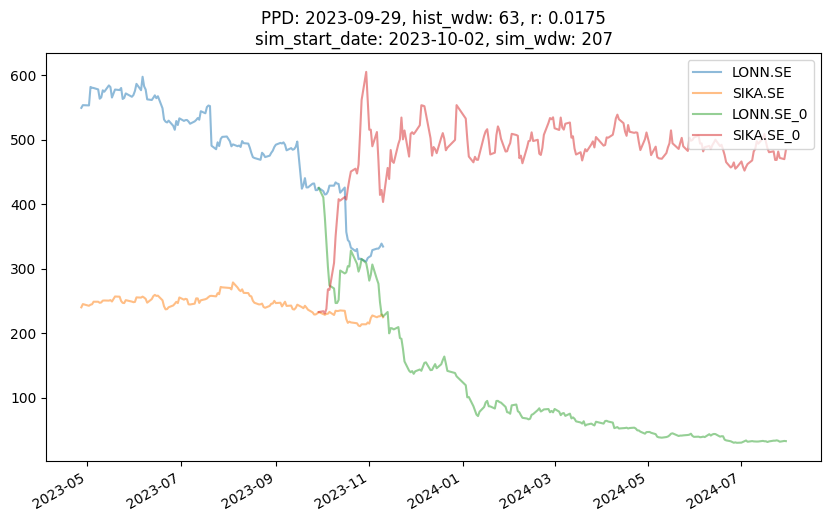 PPD: 2023-09-29, hist_wdw: 63, r: 0.0175
sim_start_date: 2023-10-02, sim_wdw: 207
LONN.SE
SIKA.SE
LONN.SE_0
SIKA.SE_0
600
500
400
300
200
100
2023-05
2023-07
2023-09
2023-11
2024-01
2024-03
2024-05
2024-07